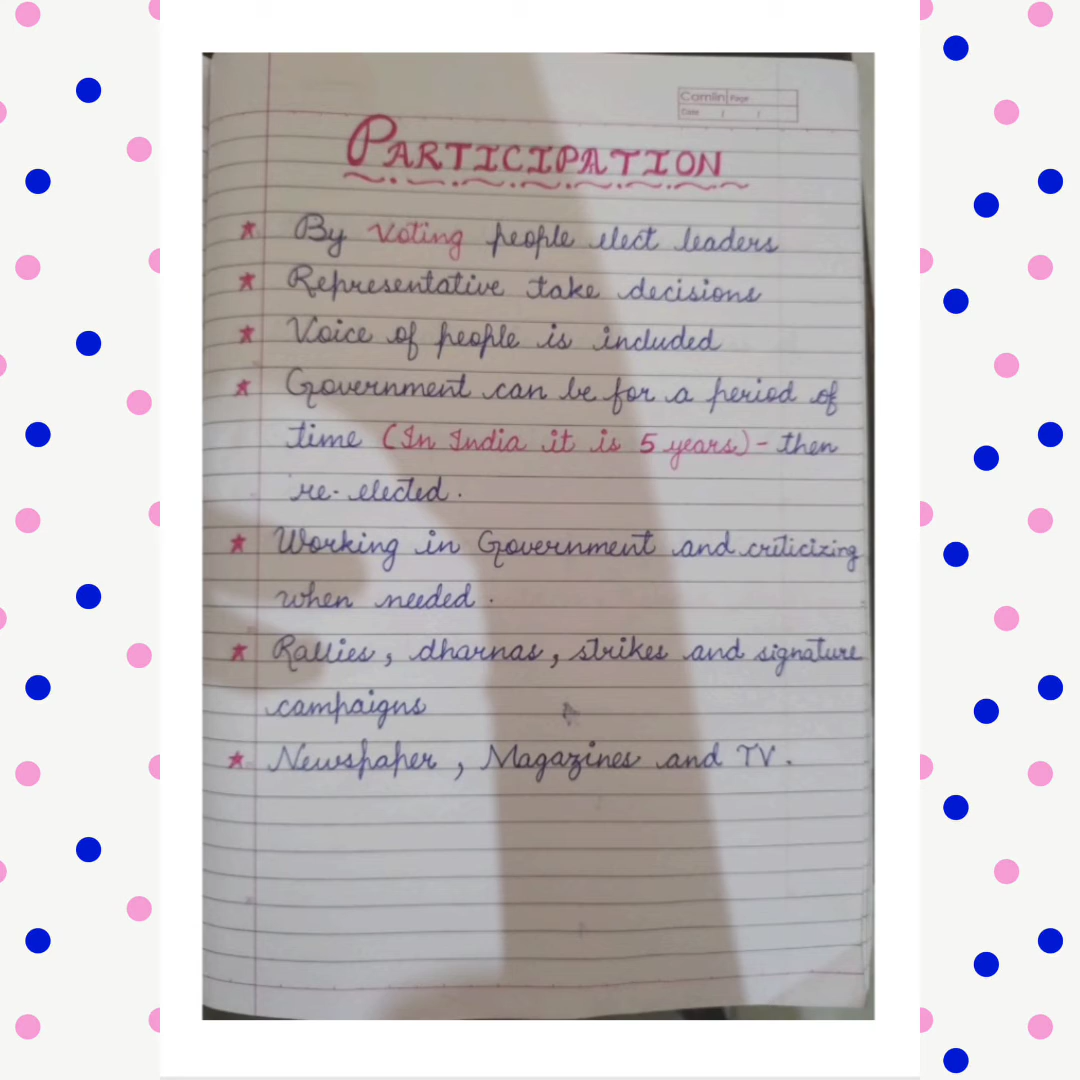 Camlin Page
Date / /
PARTICIPATION
★ By Voting people elect leaders
★ Representative take decisions
★ Voice of people is included
★ Government can be for a period of
time (In India it is 5 years) - then
re-elected.
★ Working in Government and criticizing
when needed.
★ Rallies, dharnas, strikes and signature
campaigns
★ Newspaper, Magazines and TV.